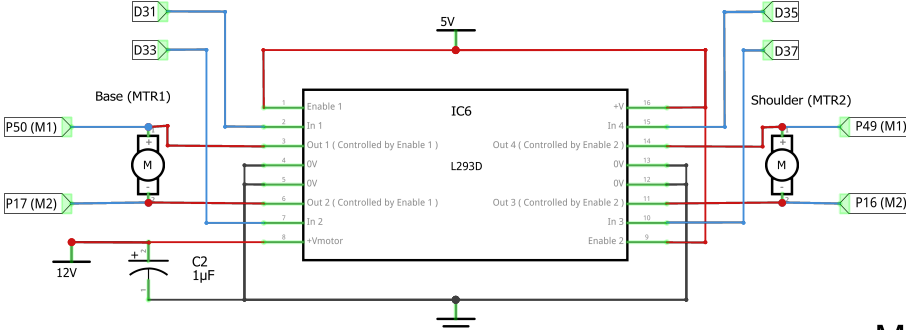 D31
D35
5V
D33
D37
Base (MTR1)
Shoulder (MTR2)
IC6
L293D
1 Enable 1
+V 16
2 In 1
In 4 15
P50 (M1)
P49 (M1)
3 Out 1 ( Controlled by Enable 1 )
Out 4 ( Controlled by Enable 2 ) 14
+
M
-
+
M
-
4 0V
0V 13
5 0V
0V 12
P17 (M2)
P16 (M2)
6 Out 2 ( Controlled by Enable 1 )
Out 3 ( Controlled by Enable 2 ) 11
7 In 2
In 3 10
8 +Vmotor
Enable 2 9
12V
+
2
1
C2
1µF